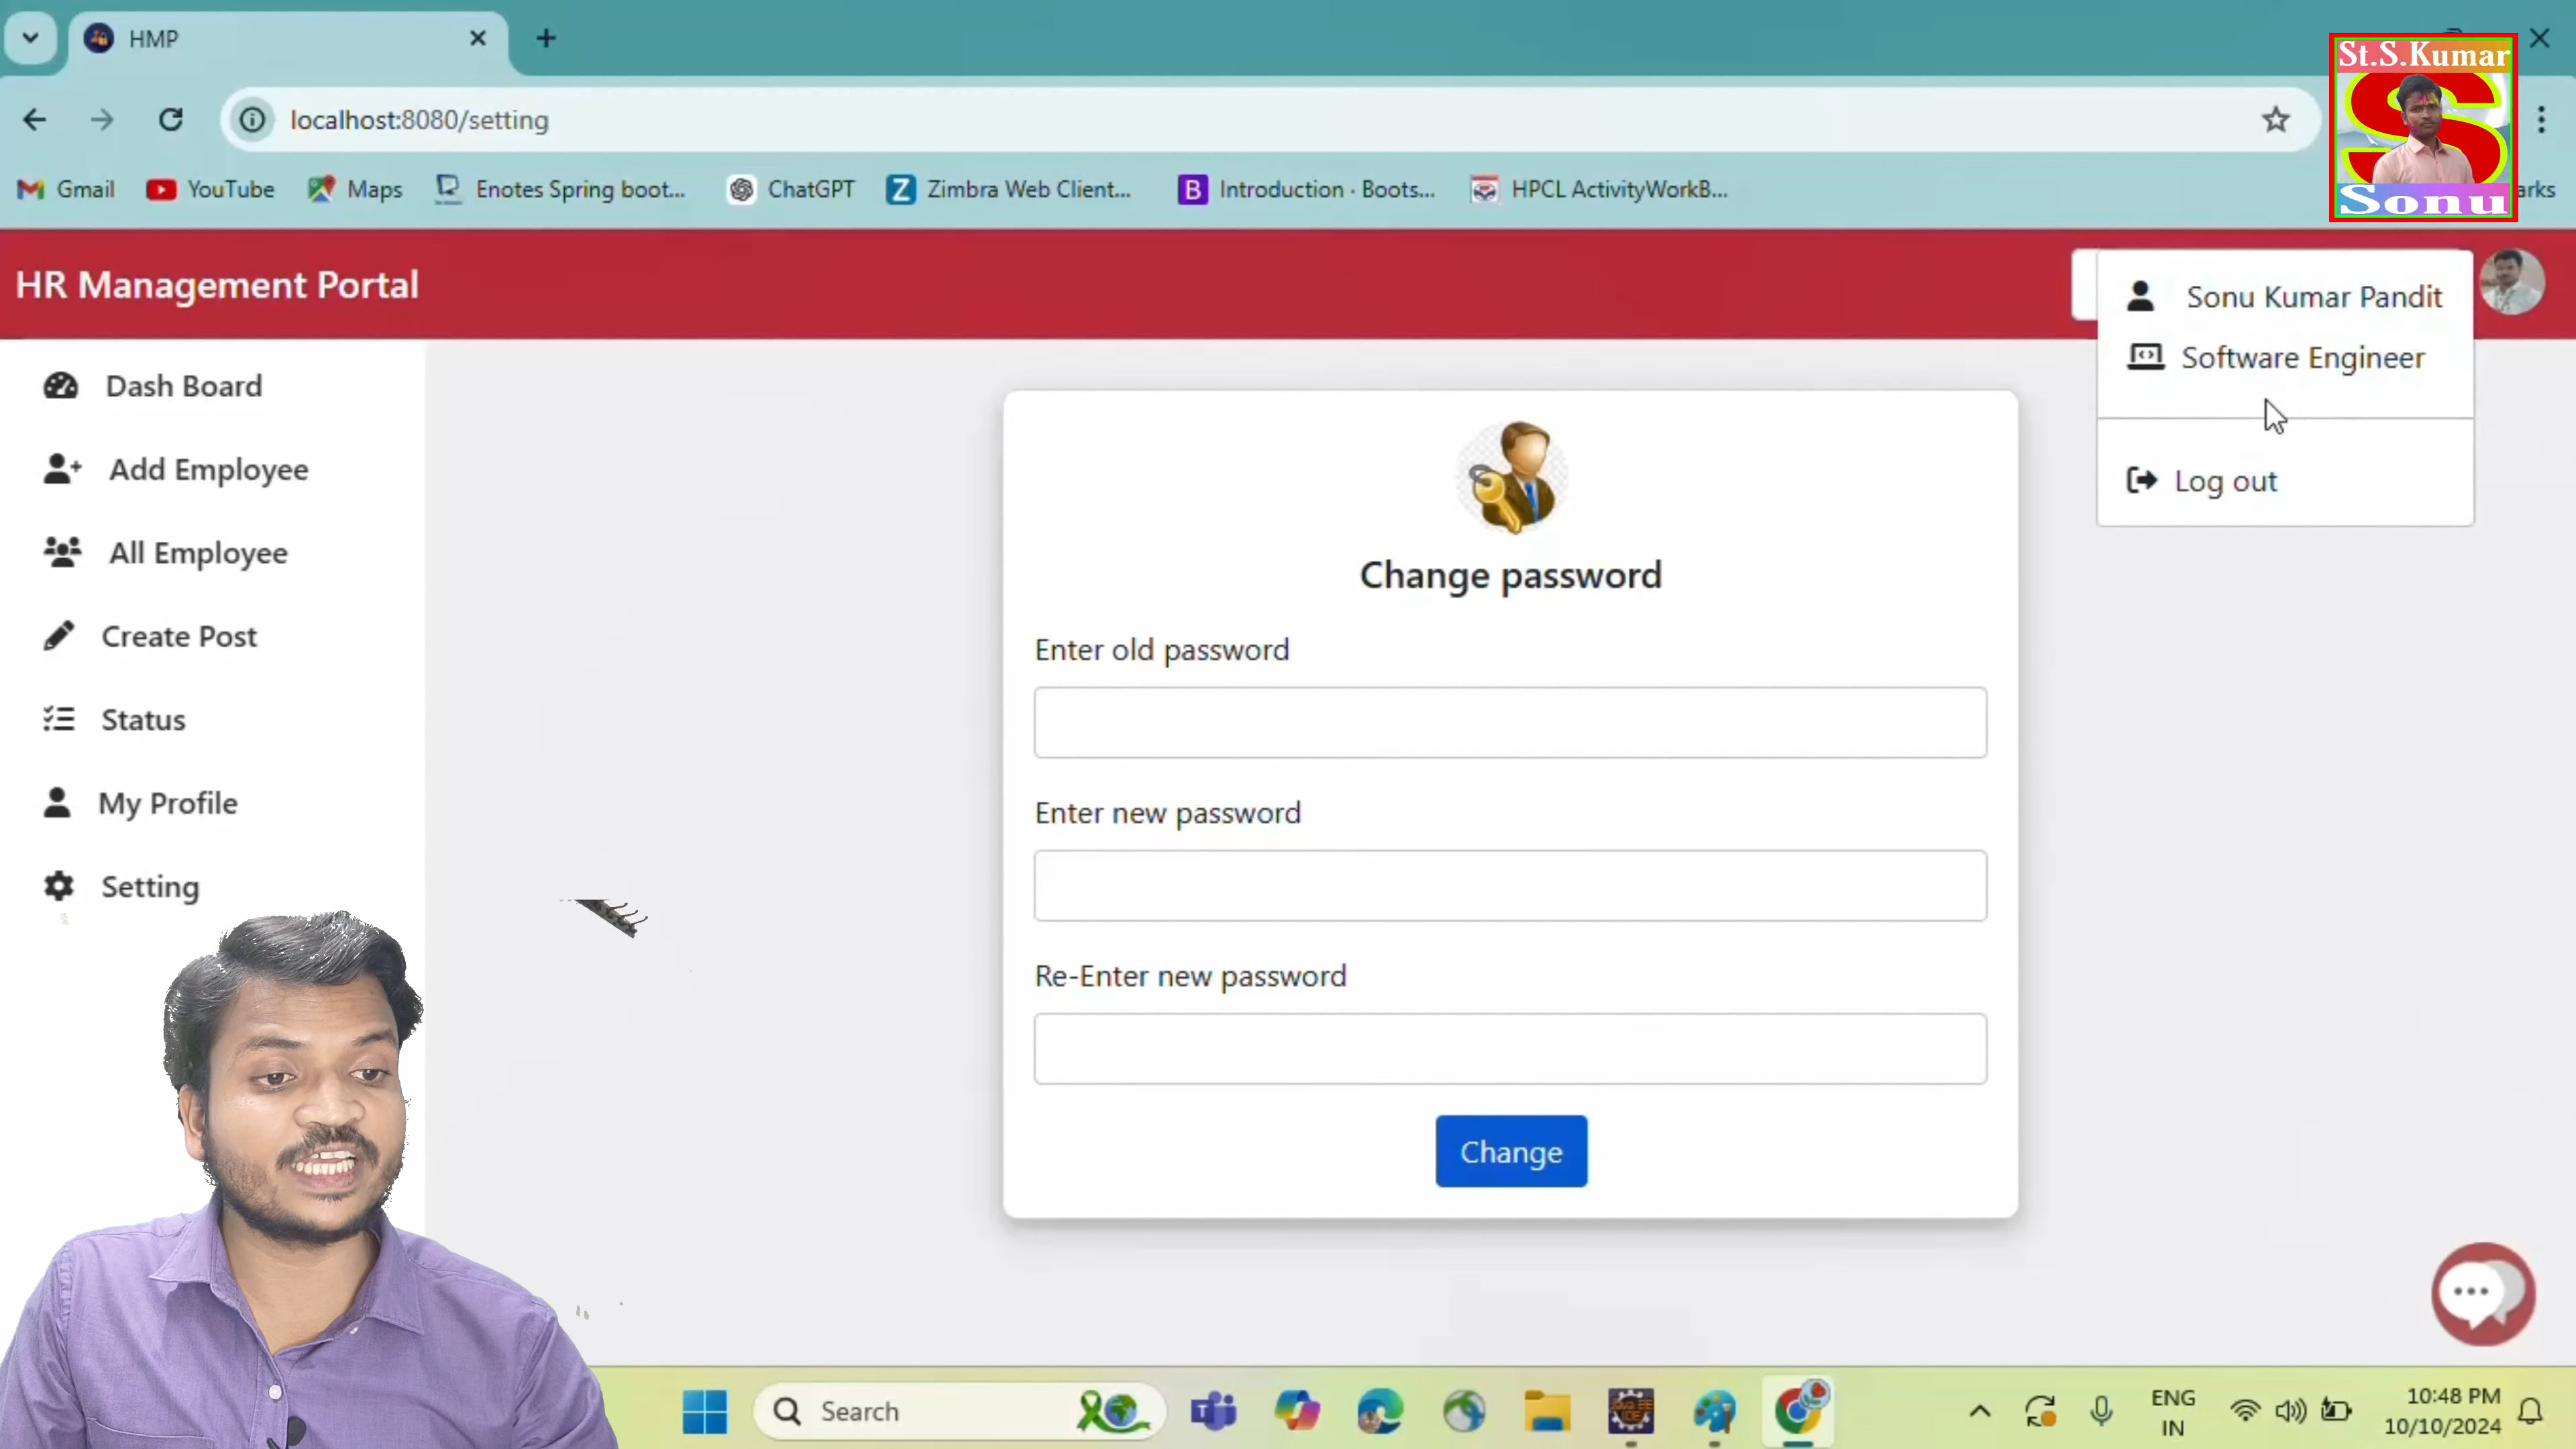 HMP
St.S.Kumar
localhost:8080/setting
Gmail YouTube Maps Enotes Spring boot... ChatGPT Zimbra Web Client... Introduction · Boots... HPCL ActivityWorkB...
Sonu
HR Management Portal
Sonu Kumar Pandit
Software Engineer
Log out
Dash Board
Add Employee
All Employee
Create Post
Status
My Profile
Setting
Change password
Enter old password
Enter new password
Re-Enter new password
Change
Search
ENG
IN
10:48 PM
10/10/2024